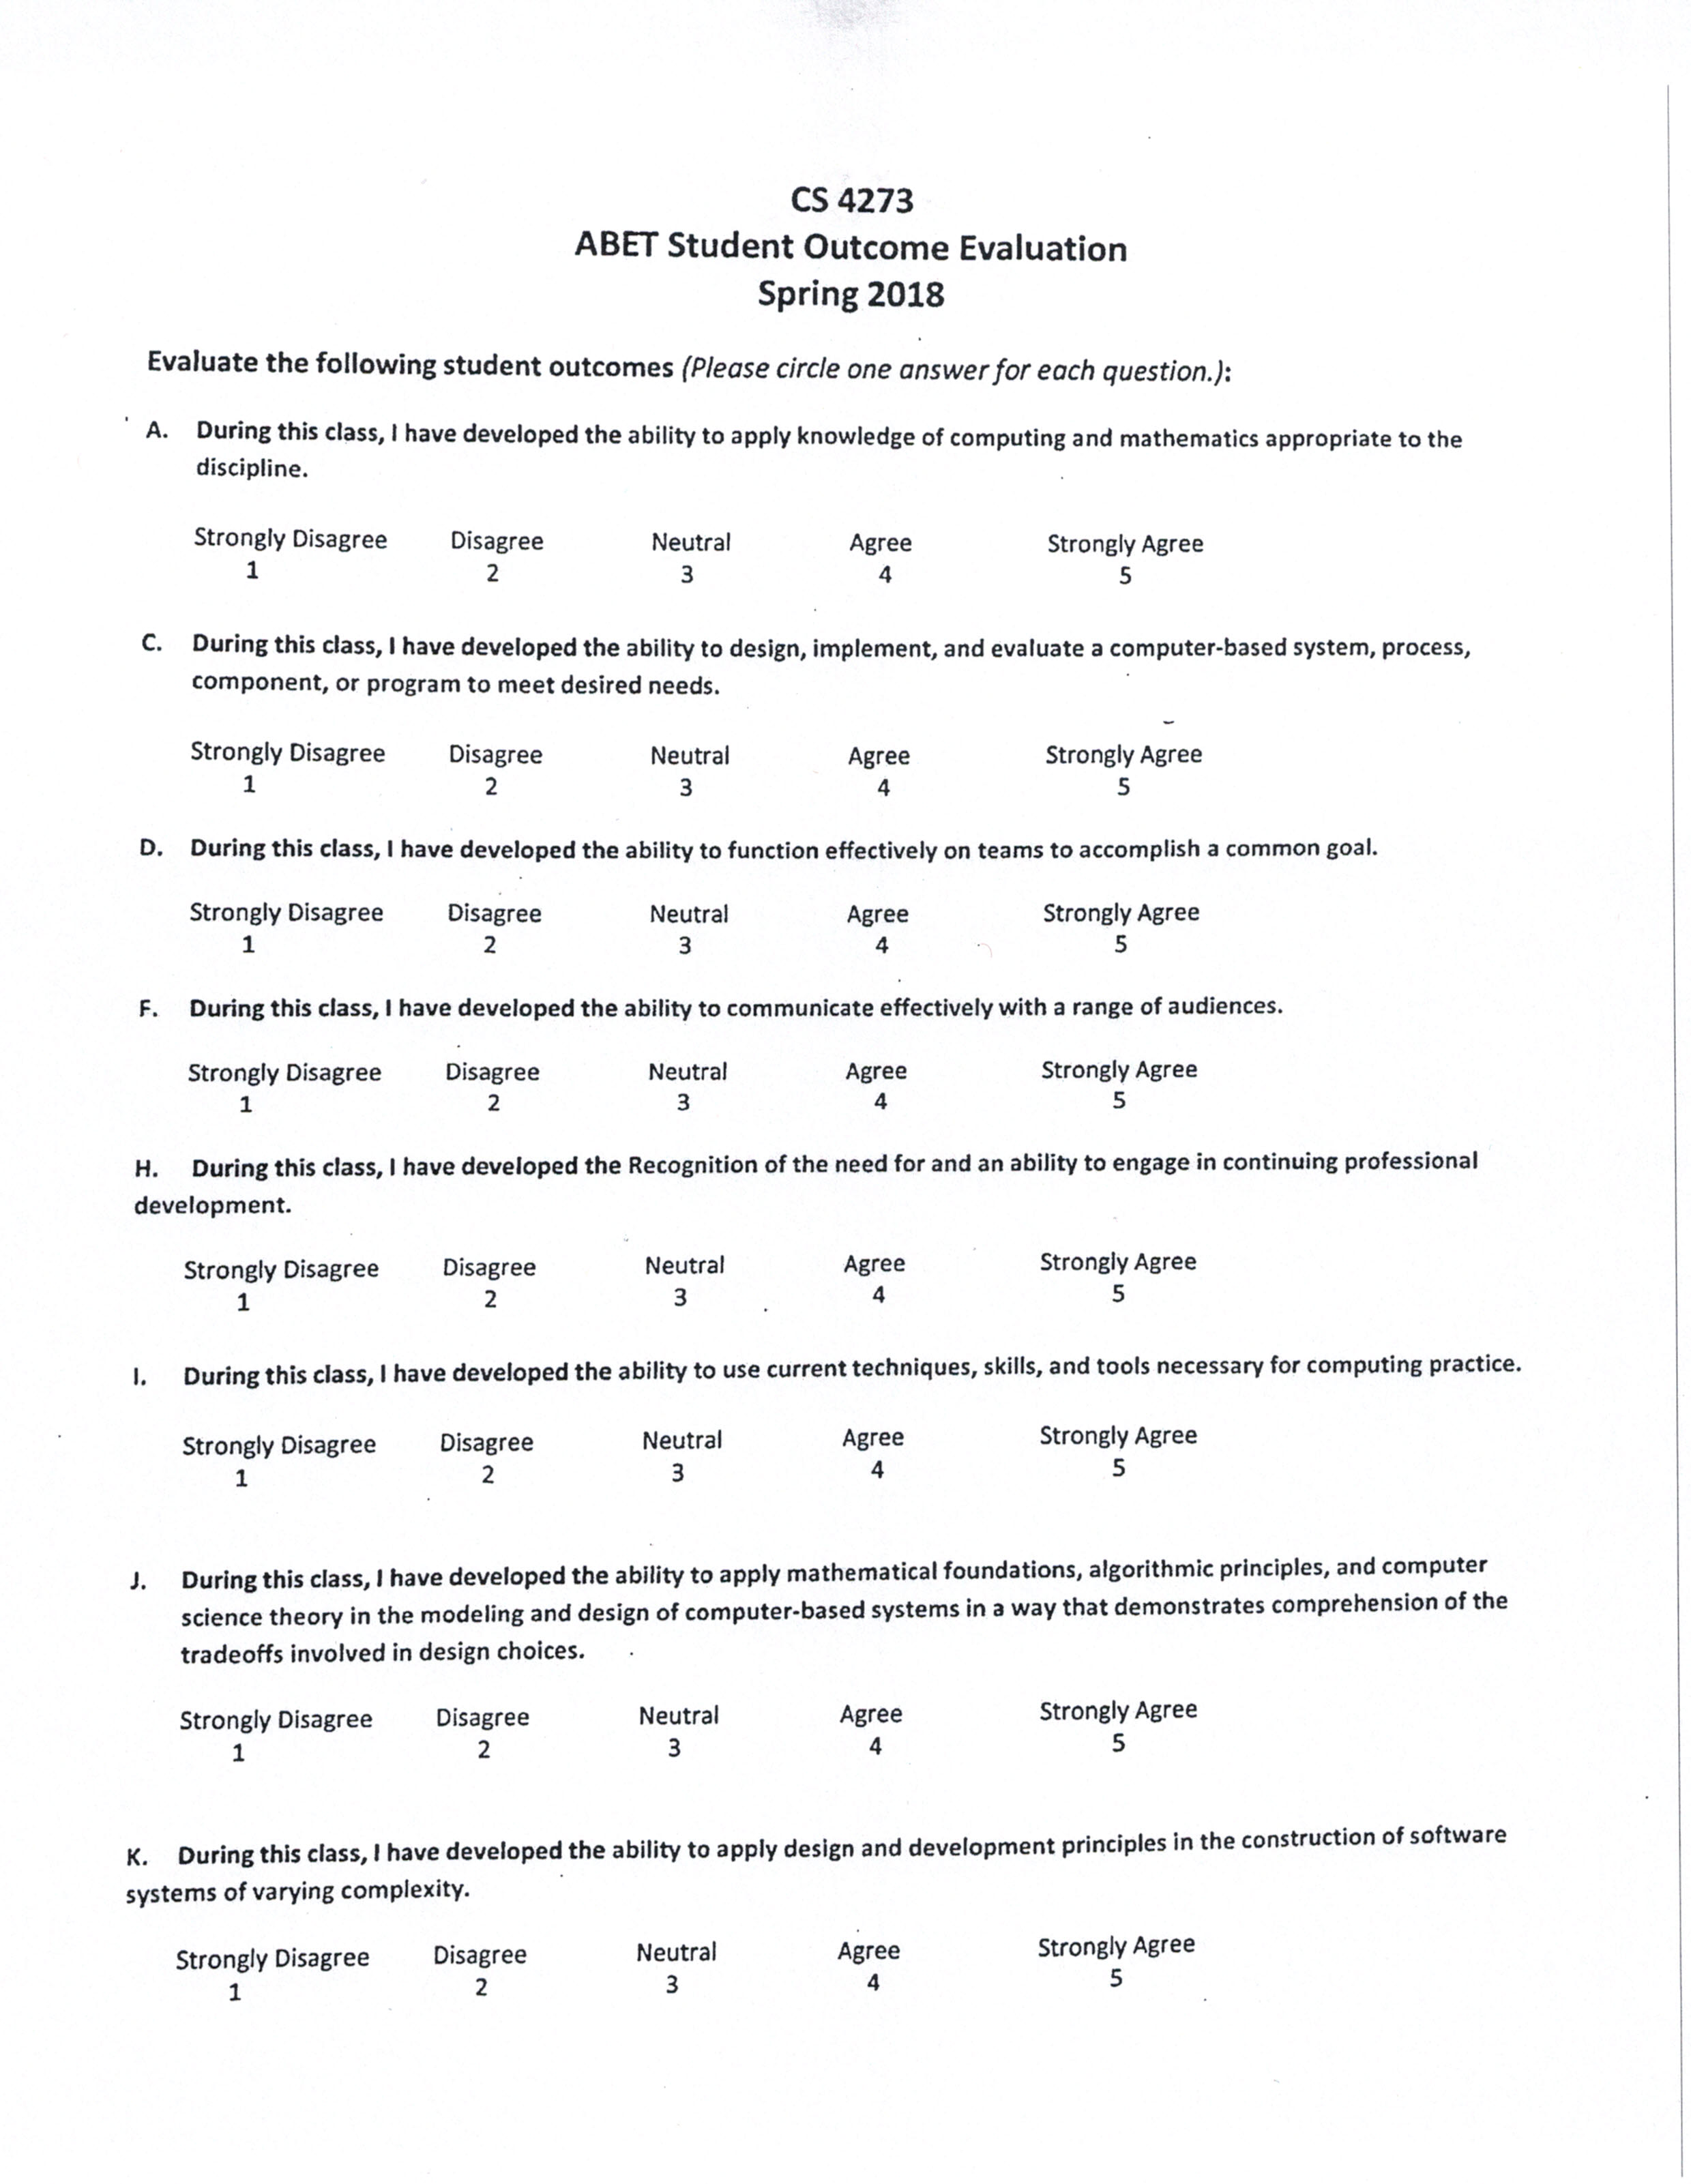 CS 4273
ABET Student Outcome Evaluation
Spring 2018
Evaluate the following student outcomes (Please circle one answer for each question.):
A. During this class, I have developed the ability to apply knowledge of computing and mathematics appropriate to the
discipline.
Strongly Disagree Disagree Neutral Agree Strongly Agree
1 2 3 4 5
C. During this class, I have developed the ability to design, implement, and evaluate a computer-based system, process,
component, or program to meet desired needs.
Strongly Disagree Disagree Neutral Agree Strongly Agree
1 2 3 4 5
D. During this class, I have developed the ability to function effectively on teams to accomplish a common goal.
Strongly Disagree Disagree Neutral Agree Strongly Agree
1 2 3 4 5
F. During this class, I have developed the ability to communicate effectively with a range of audiences.
Strongly Disagree Disagree Neutral Agree Strongly Agree
1 2 3 4 5
H. During this class, I have developed the Recognition of the need for and an ability to engage in continuing professional
development.
Strongly Disagree Disagree Neutral Agree Strongly Agree
1 2 3 4 5
I. During this class, I have developed the ability to use current techniques, skills, and tools necessary for computing practice.
Strongly Disagree Disagree Neutral Agree Strongly Agree
1 2 3 4 5
J. During this class, I have developed the ability to apply mathematical foundations, algorithmic principles, and computer
science theory in the modeling and design of computer-based systems in a way that demonstrates comprehension of the
tradeoffs involved in design choices.
Strongly Disagree Disagree Neutral Agree Strongly Agree
1 2 3 4 5
K. During this class, I have developed the ability to apply design and development principles in the construction of software
systems of varying complexity.
Strongly Disagree Disagree Neutral Agree Strongly Agree
1 2 3 4 5